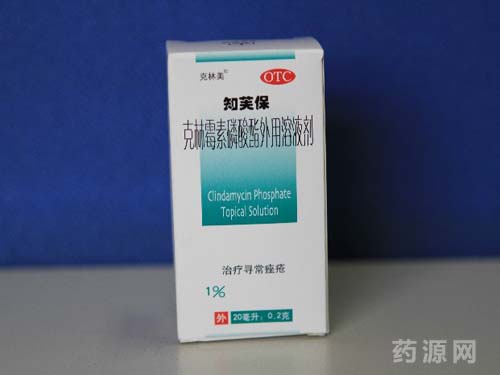 克林美
OTC
知芙保
克林霉素磷酸酯外用溶液剂
Clindamycin Phosphate
Topical Solution
治疗寻常痤疮
1%
外 20毫升：0.2克
药源网